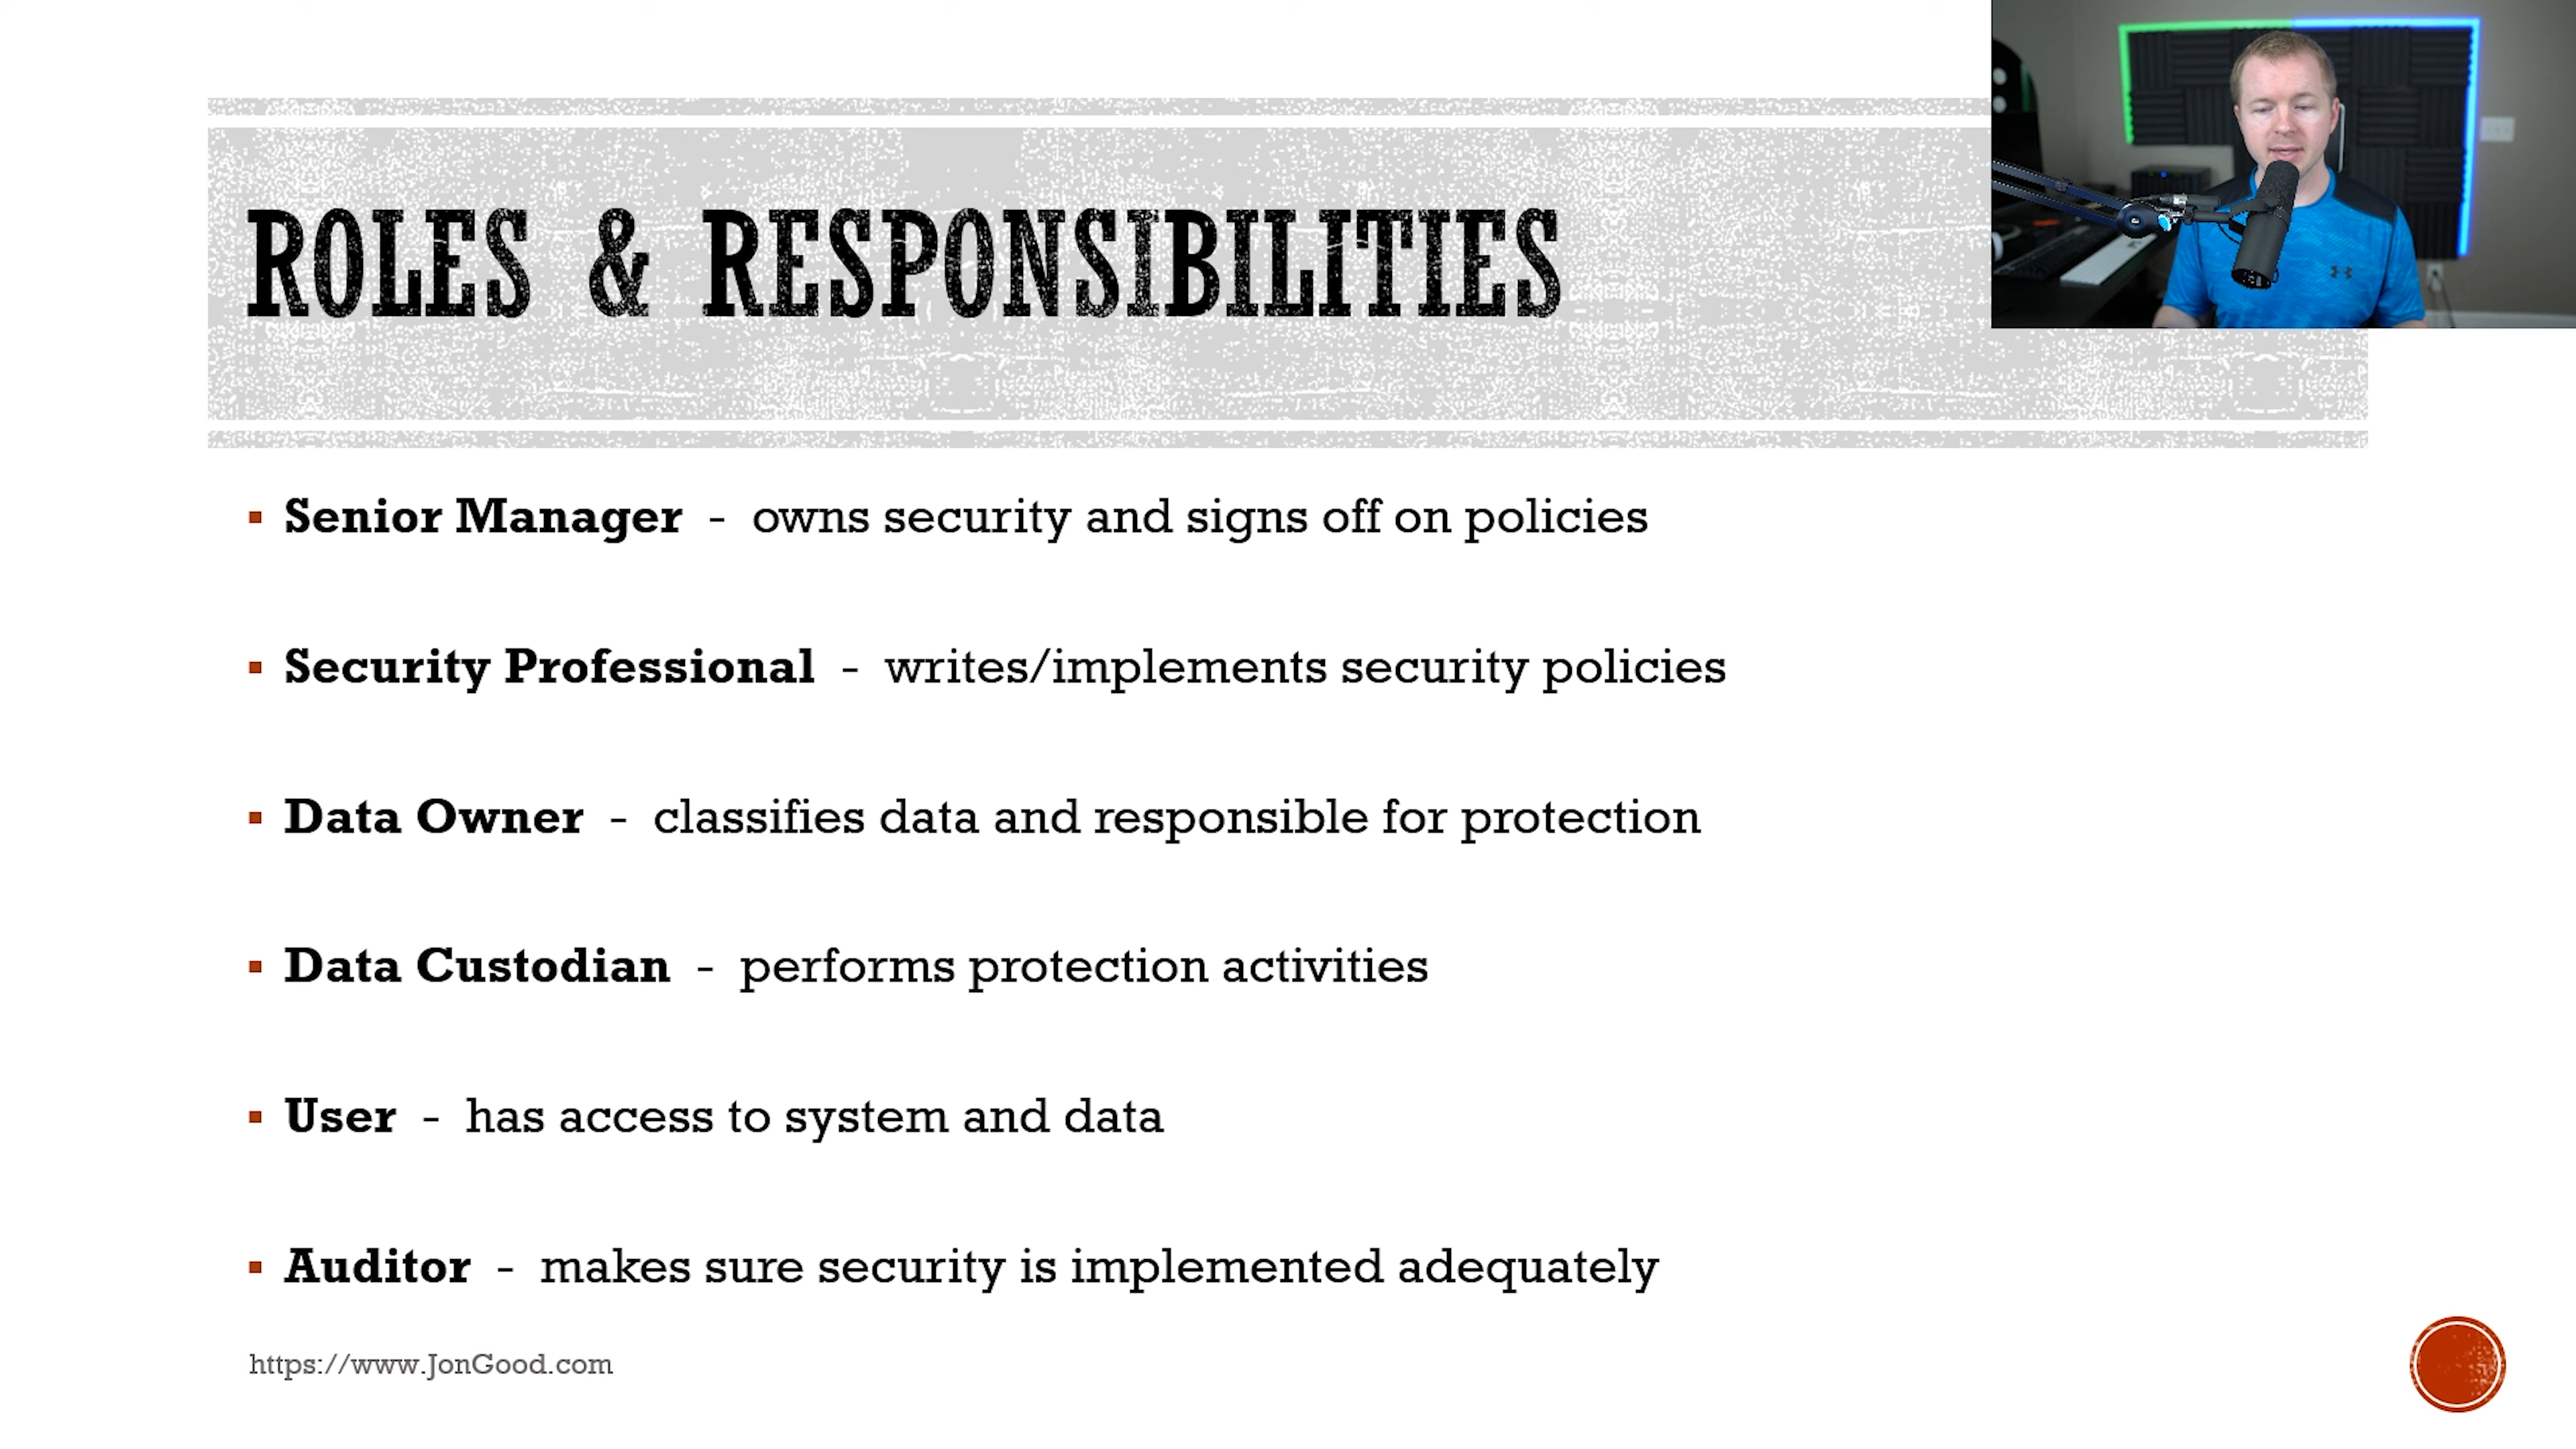 ROLES & RESPONSIBILITIES
▪ Senior Manager - owns security and signs off on policies
▪ Security Professional - writes/implements security policies
▪ Data Owner - classifies data and responsible for protection
▪ Data Custodian - performs protection activities
▪ User - has access to system and data
▪ Auditor - makes sure security is implemented adequately
https://www.JonGood.com